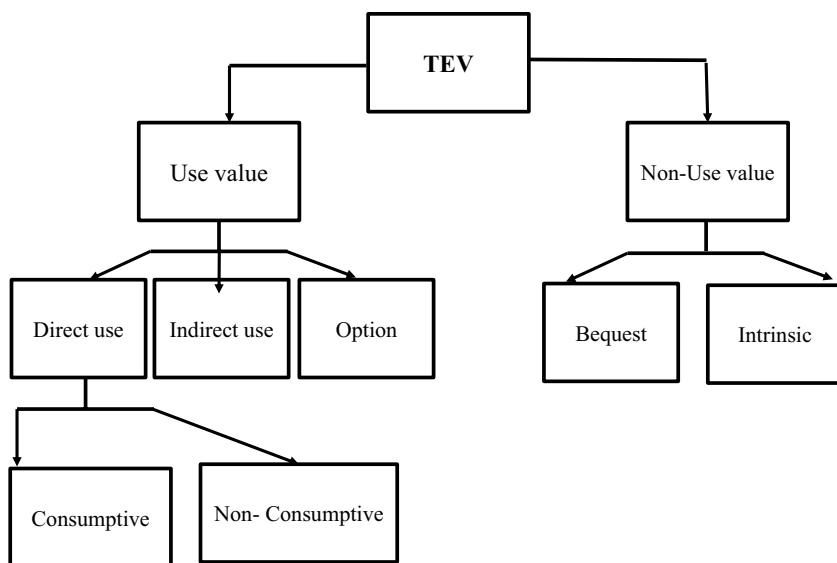 TEV
Use value
Non-Use value
Direct use
Indirect use
Option
Bequest
Intrinsic
Consumptive
Non- Consumptive